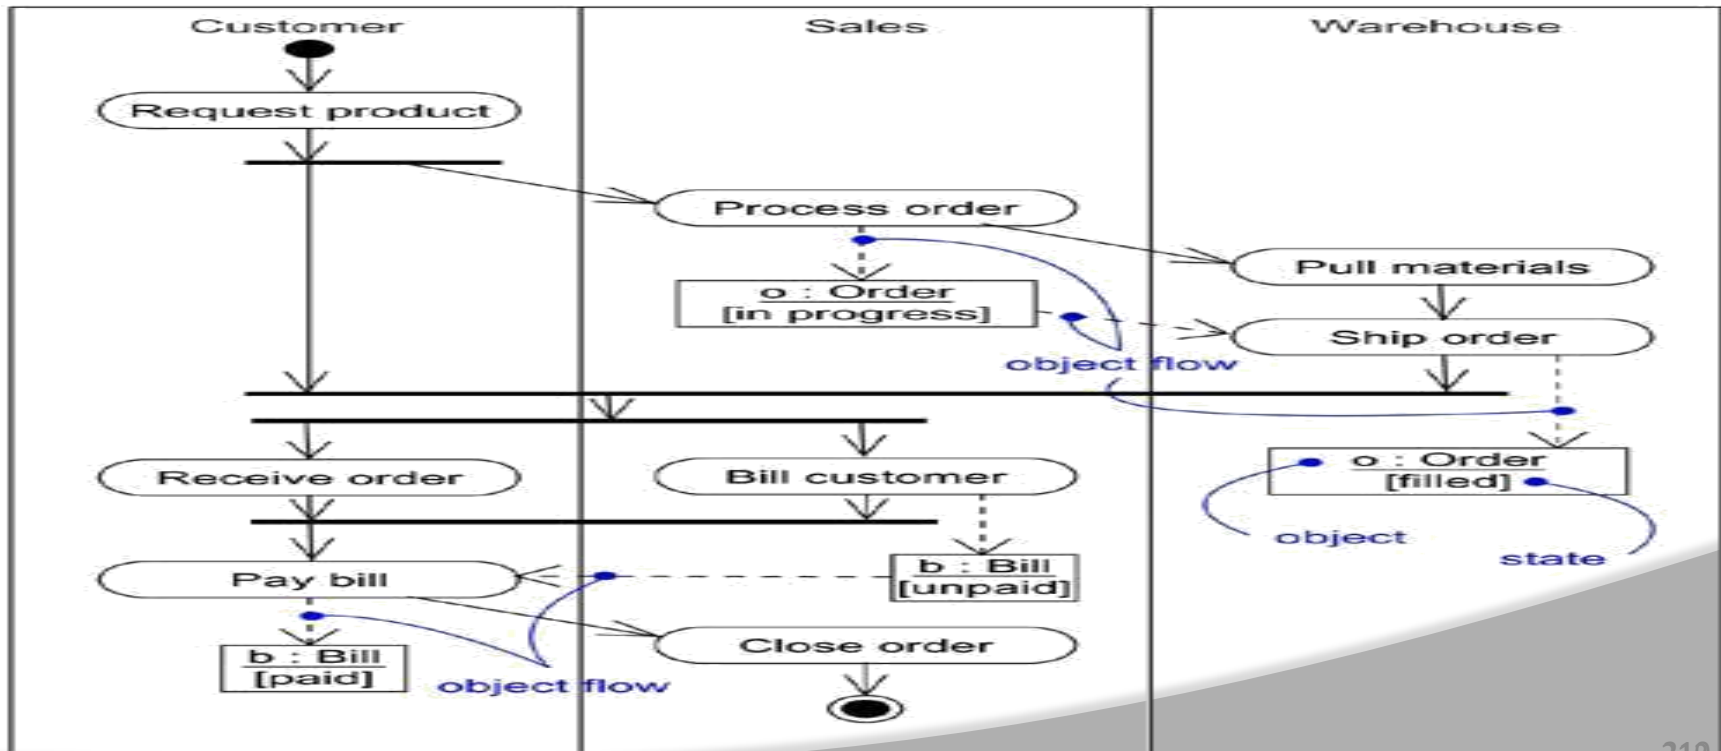 Customer
Sales
Warehouse
Request product
Process order
Pull materials
o : Order
[in progress]
Ship order
object flow
Receive order
Bill customer
o : Order
[filled]
object
state
Pay bill
b : Bill
[unpaid]
Close order
b : Bill
[paid]
object flow